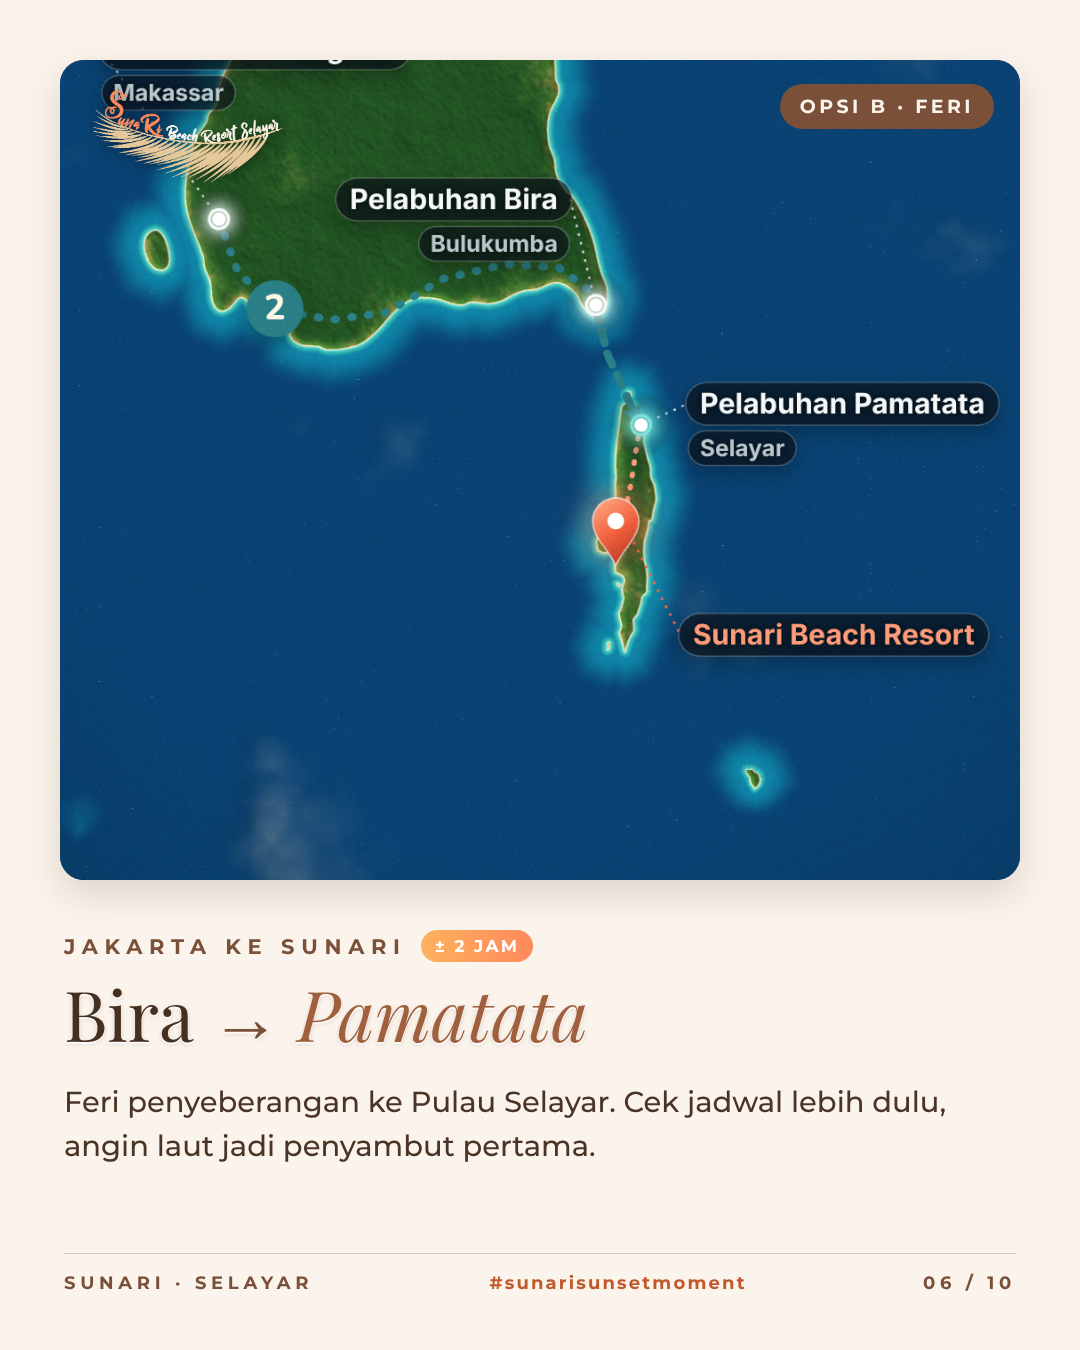 Makassar
SunaRi Beach Resort Selayar
OPSI B · FERI
Pelabuhan Bira
Bulukumba
2
Pelabuhan Pamatata
Selayar
Sunari Beach Resort
JAKARTA KE SUNARI ± 2 JAM
Bira → Pamatata
Feri penyeberangan ke Pulau Selayar. Cek jadwal lebih dulu,
angin laut jadi penyambut pertama.
SUNARI · SELAYAR #sunarisunsetmoment 06 / 10